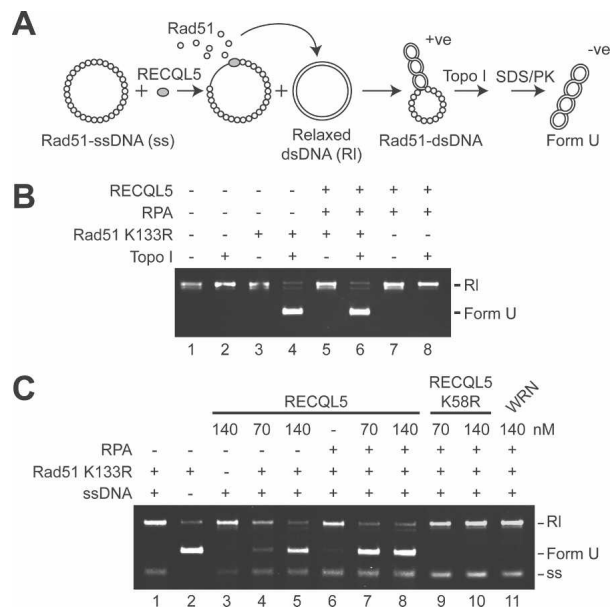 A
Rad51
RECQL5
+ +
+ve
Topo I SDS/PK
-ve
Rad51-ssDNA (ss)
Relaxed
dsDNA (Rl)
Rad51-dsDNA
Form U
B
RECQL5 - - - - + + + +
RPA - - - - + + + +
Rad51 K133R - - + + + + - -
Topo I - + - + - + - +
Rl
Form U
1 2 3 4 5 6 7 8
C
RECQL5
RECQL5
K58R
WRN
140 70 140 - 70 140 70 140 140 nM
RPA - - - - - + + + + + +
Rad51 K133R + + - + + + + + + + +
ssDNA + - + + + + + + + + +
Rl
Form U
ss
1 2 3 4 5 6 7 8 9 10 11